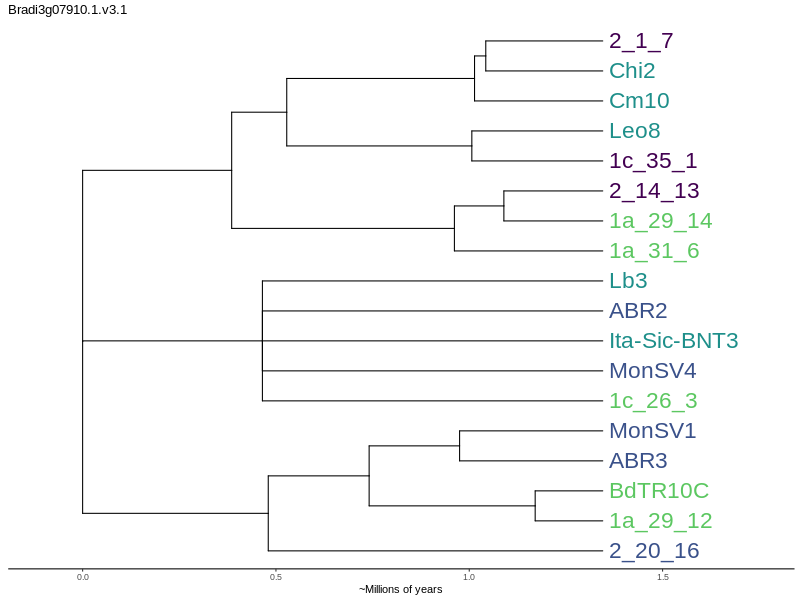 Bradi3g07910.1.v3.1
2_1_7
Chi2
Cm10
Leo8
1c_35_1
2_14_13
1a_29_14
1a_31_6
Lb3
ABR2
Ita-Sic-BNT3
MonSV4
1c_26_3
MonSV1
ABR3
BdTR10C
1a_29_12
2_20_16
0.0 0.5 1.0 1.5
~Millions of years